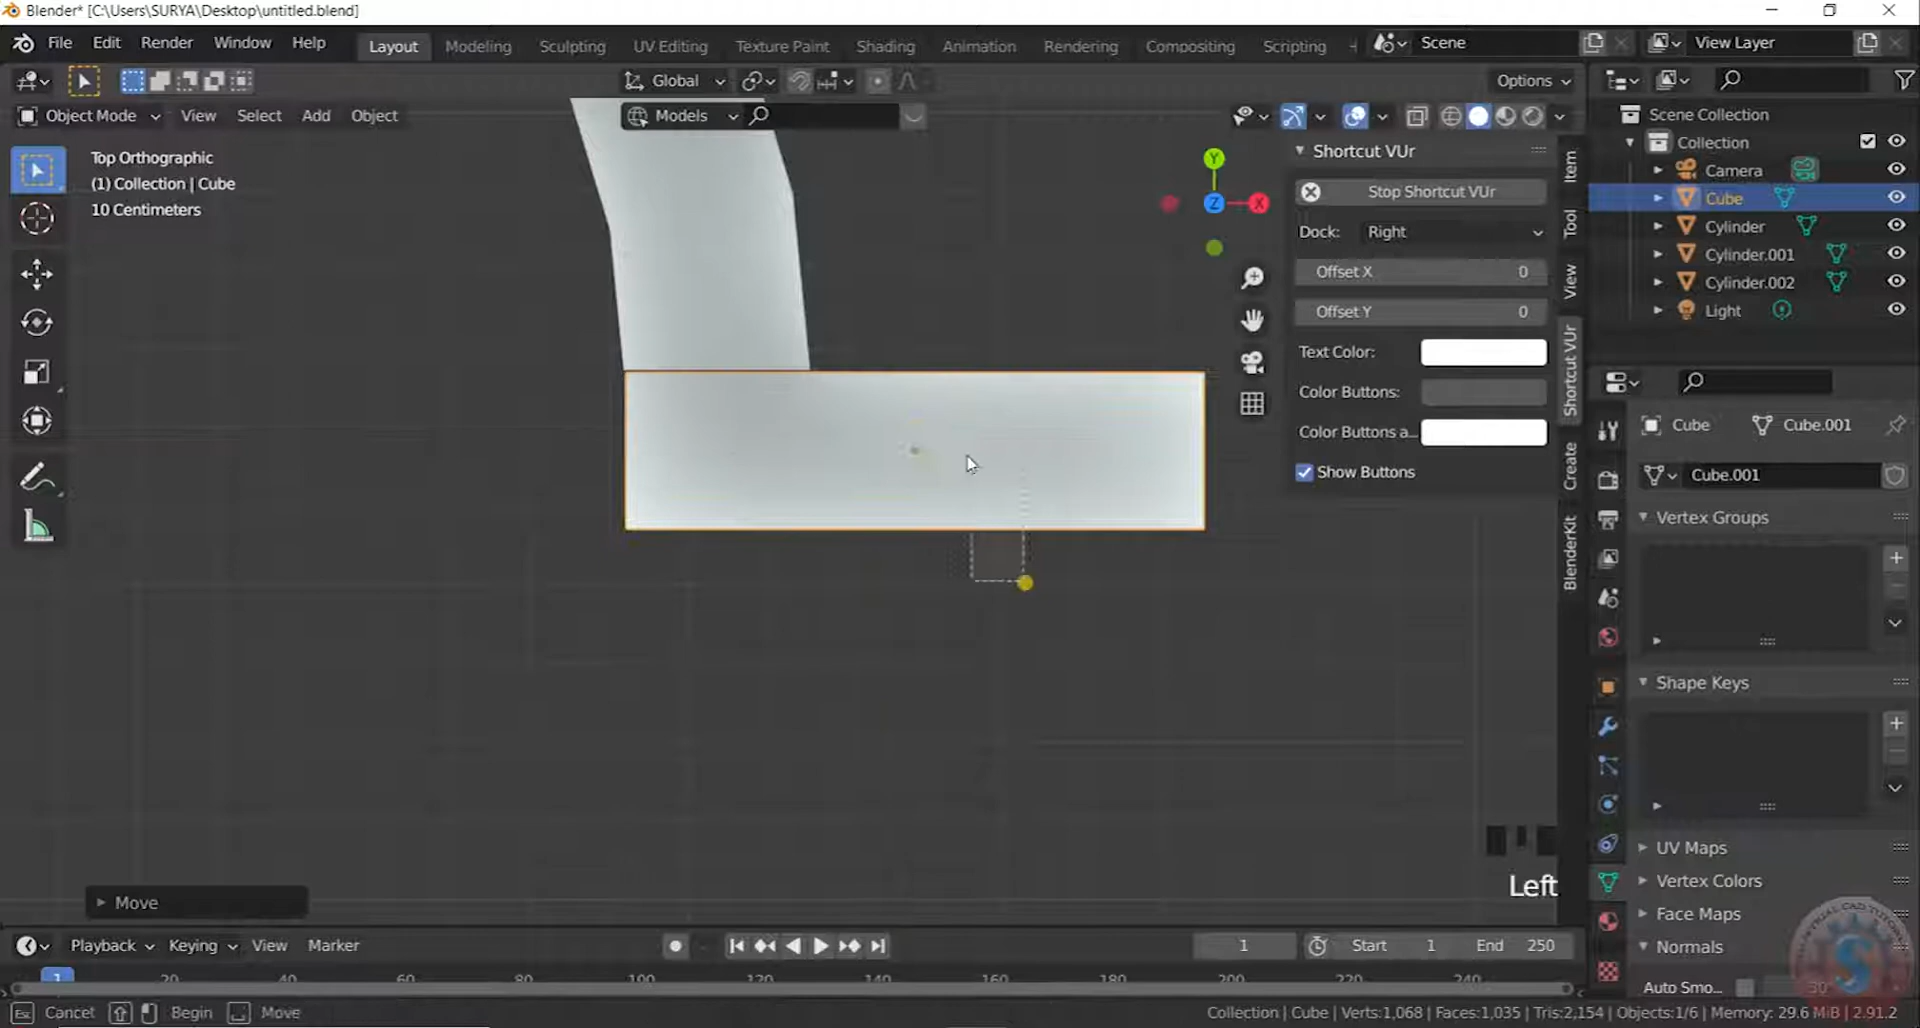 Blender* [C:\Users\SURYA\Desktop\untitled.blend]
File Edit Render Window Help
Layout Modeling Sculpting UV Editing Texture Paint Shading Animation Rendering Compositing Scripting
Scene
View Layer
Global
Options
Object Mode View Select Add Object
Models
Top Orthographic
(1) Collection | Cube
10 Centimeters
Y
Z
X
Shortcut VUr
Stop Shortcut VUr
Dock: Right
Offset X 0
Offset Y 0
Text Color:
Color Buttons:
Color Buttons a...
Show Buttons
Item
Tool
View
Shortcut VUr
Create
BlenderKit
Scene Collection
Collection
Camera
Cube
Cylinder
Cylinder.001
Cylinder.002
Light
Cube Cube.001
Cube.001
Vertex Groups
Shape Keys
UV Maps
Vertex Colors
Face Maps
Normals
Auto Smo... 30°
Left
Move
Playback Keying View Marker
1 Start 1 End 250
1 20 40 60 80 100 120 140 160 180 200 220 240
Esc Cancel Begin Move
Collection | Cube | Verts:1,068 | Faces:1,035 | Tris:2,154 | Objects:1/6 | Memory: 29.6 MiB | 2.91.2